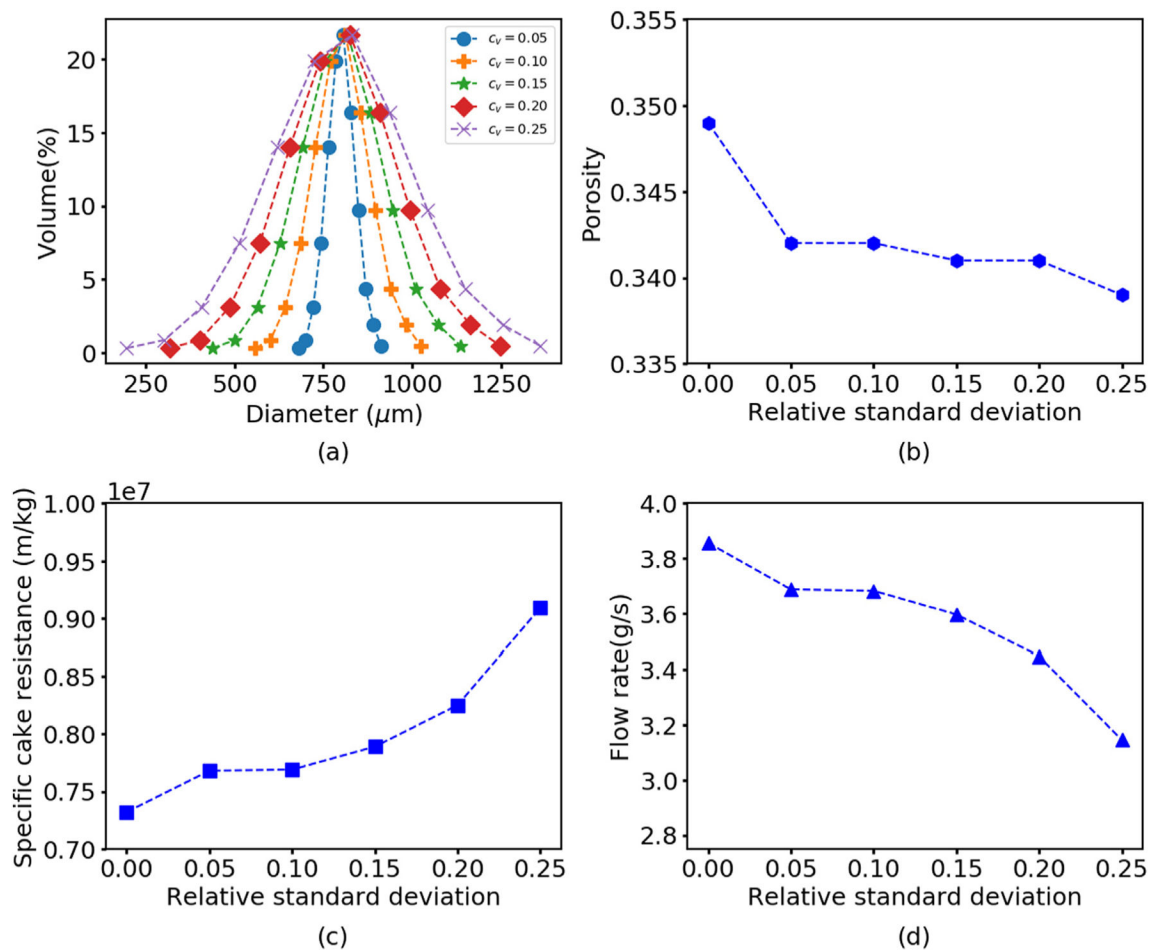 20
15
10
5
0
Volume(%)
250 500 750 1000 1250
Diameter (μm)
c_v = 0.05
c_v = 0.10
c_v = 0.15
c_v = 0.20
c_v = 0.25
(a)
0.355
0.350
0.345
0.340
0.335
Porosity
0.00 0.05 0.10 0.15 0.20 0.25
Relative standard deviation
(b)
1e7
1.00
0.95
0.90
0.85
0.80
0.75
0.70
Specific cake resistance (m/kg)
0.00 0.05 0.10 0.15 0.20 0.25
Relative standard deviation
(c)
4.0
3.8
3.6
3.4
3.2
3.0
2.8
Flow rate(g/s)
0.00 0.05 0.10 0.15 0.20 0.25
Relative standard deviation
(d)